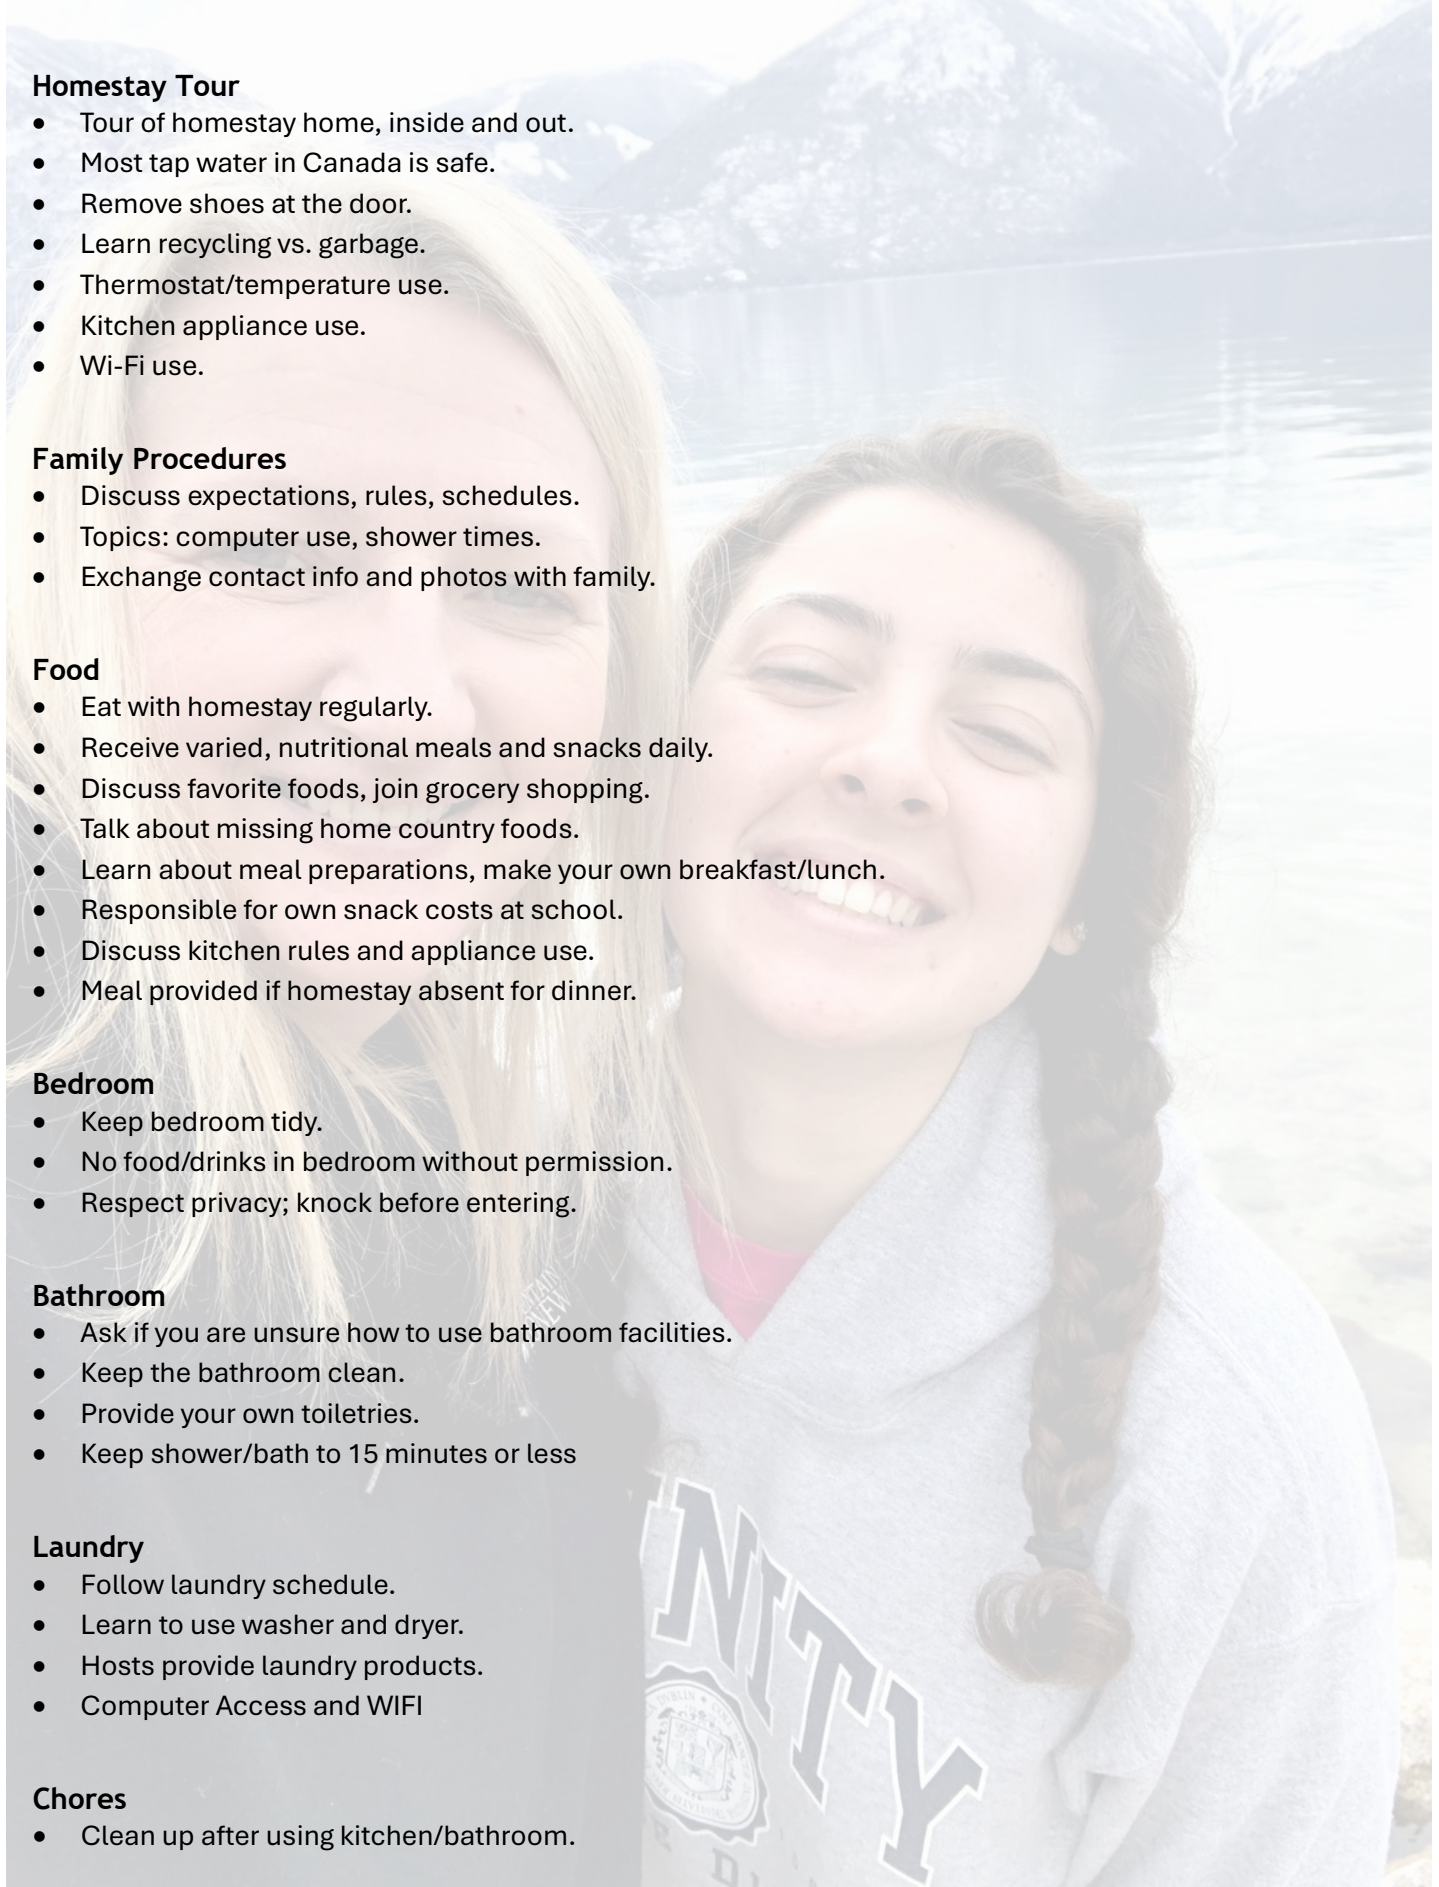 Homestay Tour
• Tour of homestay home, inside and out.
• Most tap water in Canada is safe.
• Remove shoes at the door.
• Learn recycling vs. garbage.
• Thermostat/temperature use.
• Kitchen appliance use.
• Wi-Fi use.
Family Procedures
• Discuss expectations, rules, schedules.
• Topics: computer use, shower times.
• Exchange contact info and photos with family.
Food
• Eat with homestay regularly.
• Receive varied, nutritional meals and snacks daily.
• Discuss favorite foods, join grocery shopping.
• Talk about missing home country foods.
• Learn about meal preparations, make your own breakfast/lunch.
• Responsible for own snack costs at school.
• Discuss kitchen rules and appliance use.
• Meal provided if homestay absent for dinner.
Bedroom
• Keep bedroom tidy.
• No food/drinks in bedroom without permission.
• Respect privacy; knock before entering.
Bathroom
• Ask if you are unsure how to use bathroom facilities.
• Keep the bathroom clean.
• Provide your own toiletries.
• Keep shower/bath to 15 minutes or less
Laundry
• Follow laundry schedule.
• Learn to use washer and dryer.
• Hosts provide laundry products.
• Computer Access and WIFI
Chores
• Clean up after using kitchen/bathroom.
NITY